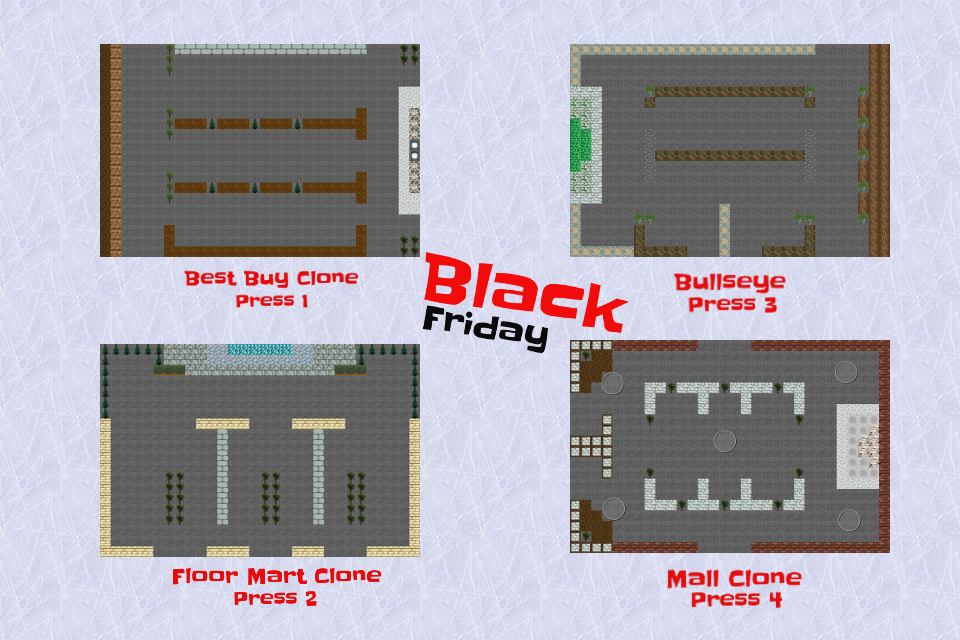 Best Buy Clone
Press 1
Bullseye
Press 3
Black
Friday
Floor Mart Clone
Press 2
Mall Clone
Press 4